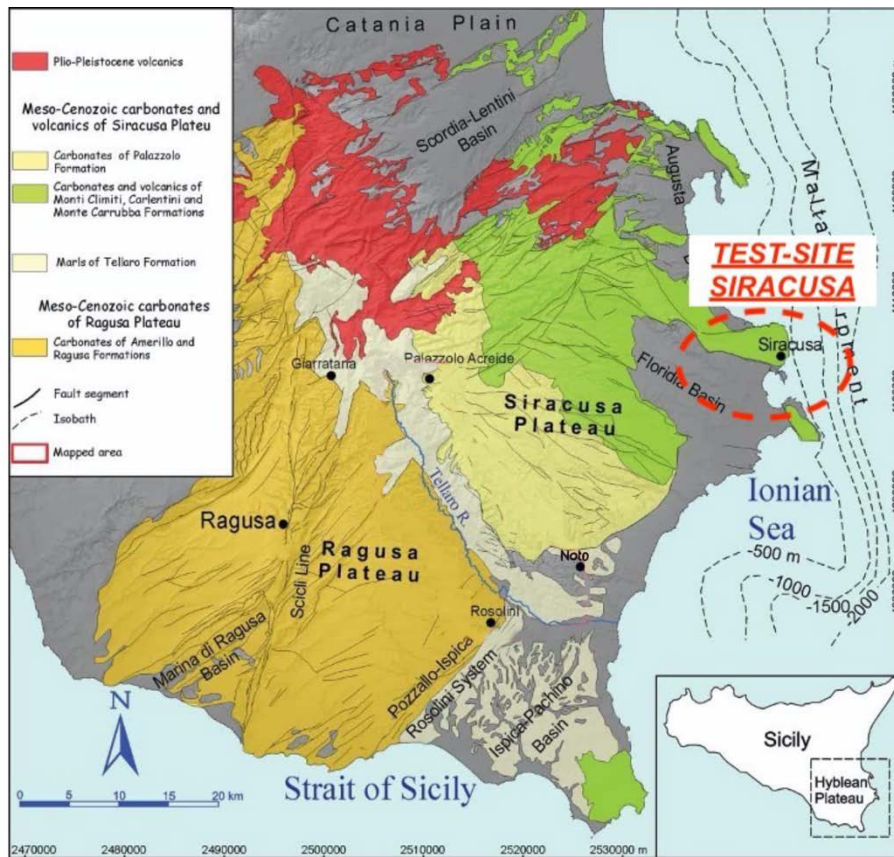 Catania Plain
Plio-Pleistocene volcanics
Meso-Cenozoic carbonates and
volcanics of Siracusa Plateu
Carbonates of Palazzolo
Formation
Carbonates and volcanics of
Monti Climiti, Carlentini and
Monte Carrubba Formations
Marls of Tellaro Formation
Meso-Cenozoic carbonates
of Ragusa Plateau
Carbonates of Amerillo and
Ragusa Formations
Fault segment
Isobath
Mapped area
Scordia-Lentini
Basin
Augusta
Malta
rpment
TEST-SITE
SIRACUSA
Siracusa
Floridia Basin
Giarratana
Palazzolo Acreide
Siracusa
Plateau
Tellaro R.
Ionian
Sea
Ragusa
Ragusa
Plateau
Scicli Line
Noto
-500 m
-1000
-1500
-2000
Rosolini
Marina di Ragusa
Basin
Pozzallo-Ispica
Rosolini System
Ispica-Pachino
Basin
N
0 5 10 15 20 km
Strait of Sicily
Sicily
Hyblean
Plateau
2470000 2480000 2490000 2500000 2510000 2520000 2530000 m